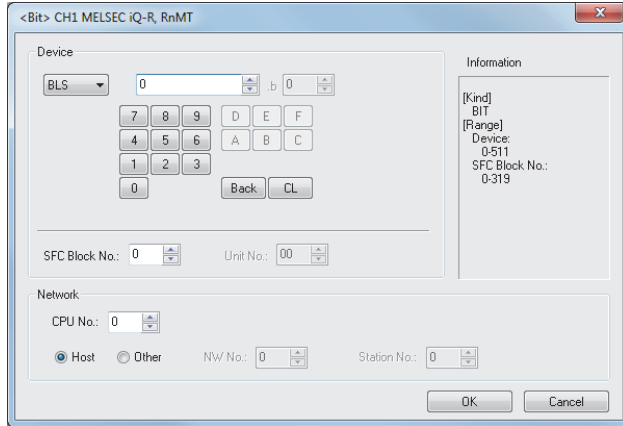 <Bit> CH1 MELSEC iQ-R, RnMT
Device
BLS 0 .b 0
7 8 9 D E F
4 5 6 A B C
1 2 3
0 Back CL
SFC Block No.: 0 Unit No.: 00
Information
[Kind]
BIT
[Range]
Device:
0-511
SFC Block No.:
0-319
Network
CPU No.: 0
Host Other NW No.: 0 Station No.: 0
OK Cancel